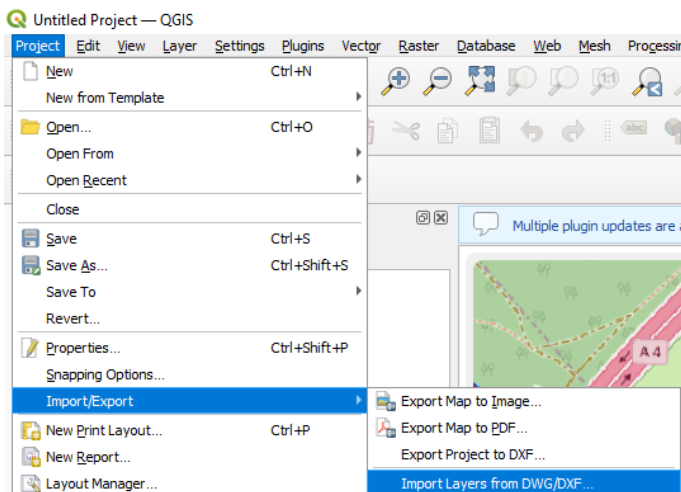 Untitled Project — QGIS
Project Edit View Layer Settings Plugins Vector Raster Database Web Mesh
New Ctrl+N
New from Template
Open... Ctrl+O
Open From
Open Recent
Close
Save Ctrl+S
Save As... Ctrl+Shift+S
Save To
Revert...
Properties... Ctrl+Shift+P
Snapping Options...
Import/Export
New Print Layout... Ctrl+P
New Report...
Layout Manager...
1:1
abc
Multiple plugin updates are
A 4
Export Map to Image...
Export Map to PDF...
Export Project to DXF...
Import Layers from DWG/DXF...